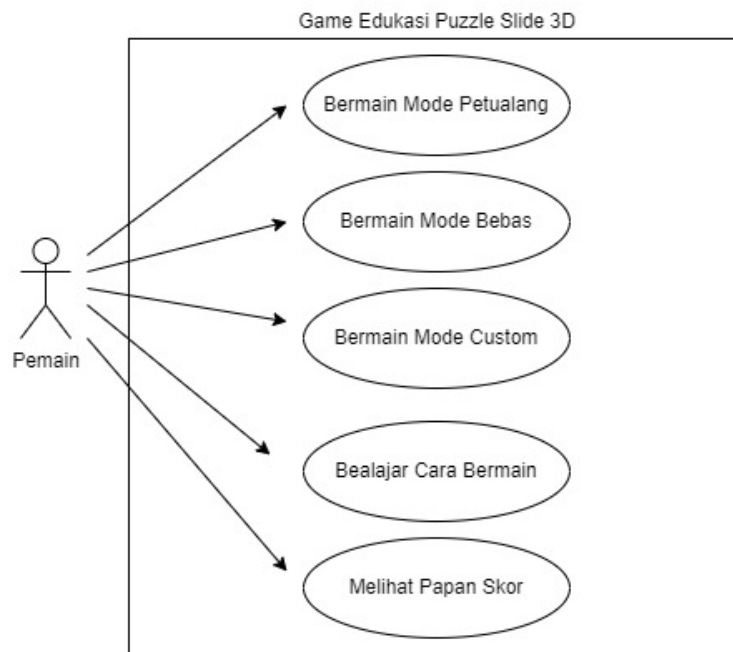 Game Edukasi Puzzle Slide 3D
Bermain Mode Petualang
Bermain Mode Bebas
Bermain Mode Custom
Pemain
Bealajar Cara Bermain
Melihat Papan Skor